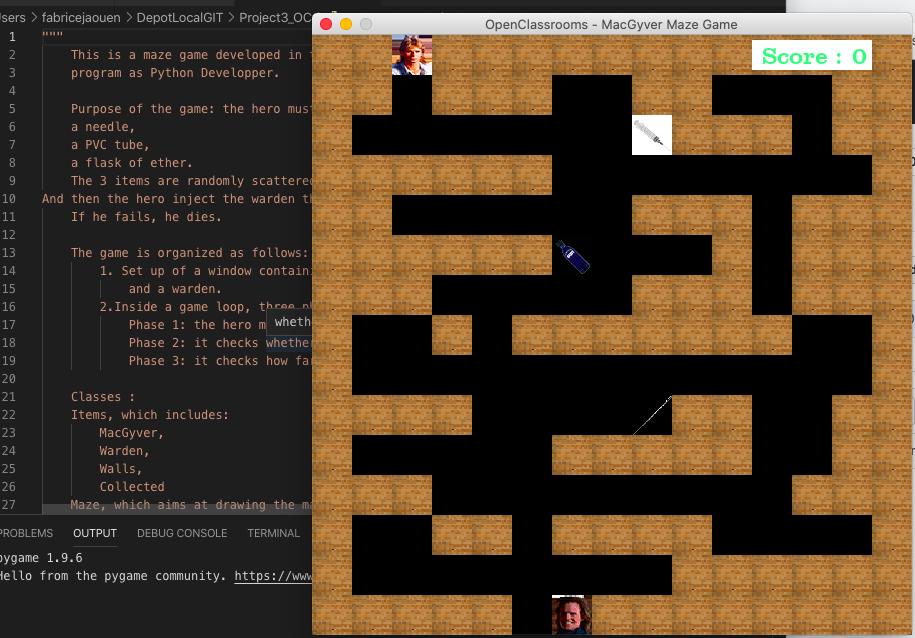 sers > fabricejaouen > DepotLocalGIT > Project3_OC
OpenClassrooms - MacGyver Maze Game
Score : 0
1 """
2 This is a maze game developed in
3 program as Python Developper.
4
5 Purpose of the game: the hero must
6 a needle,
7 a PVC tube,
8 a flask of ether.
9 The 3 items are randomly scattered
10 And then the hero inject the warden
11 If he fails, he dies.
12
13 The game is organized as follows:
14 1. Set up of a window contain
15 and a warden.
16 2.Inside a game loop, three
17 Phase 1: the hero m
wheth
18 Phase 2: it checks whether
19 Phase 3: it checks how far
20
21 Classes :
22 Items, which includes:
23 MacGyver,
24 Warden,
25 Walls,
26 Collected
27 Maze, which aims at drawing the
PROBLEMS OUTPUT DEBUG CONSOLE TERMINAL
pygame 1.9.6
Hello from the pygame community. https://www